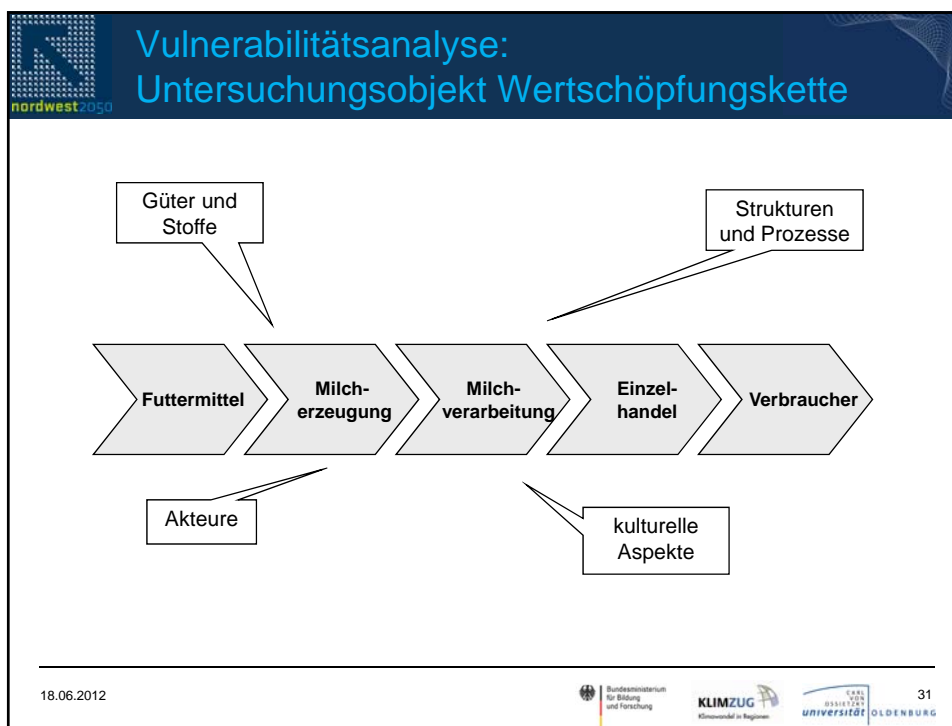 nordwest2050
Vulnerabilitätsanalyse:
Untersuchungsobjekt Wertschöpfungskette
Güter und
Stoffe
Strukturen
und Prozesse
Futtermittel
Milch-
erzeugung
Milch-
verarbeitung
Einzel-
handel
Verbraucher
Akteure
kulturelle
Aspekte
18.06.2012
Bundesministerium
für Bildung
und Forschung
KLIMZUG
Klimawandel in Regionen
CARL
VON
OSSIETZKY
universität OLDENBURG
31